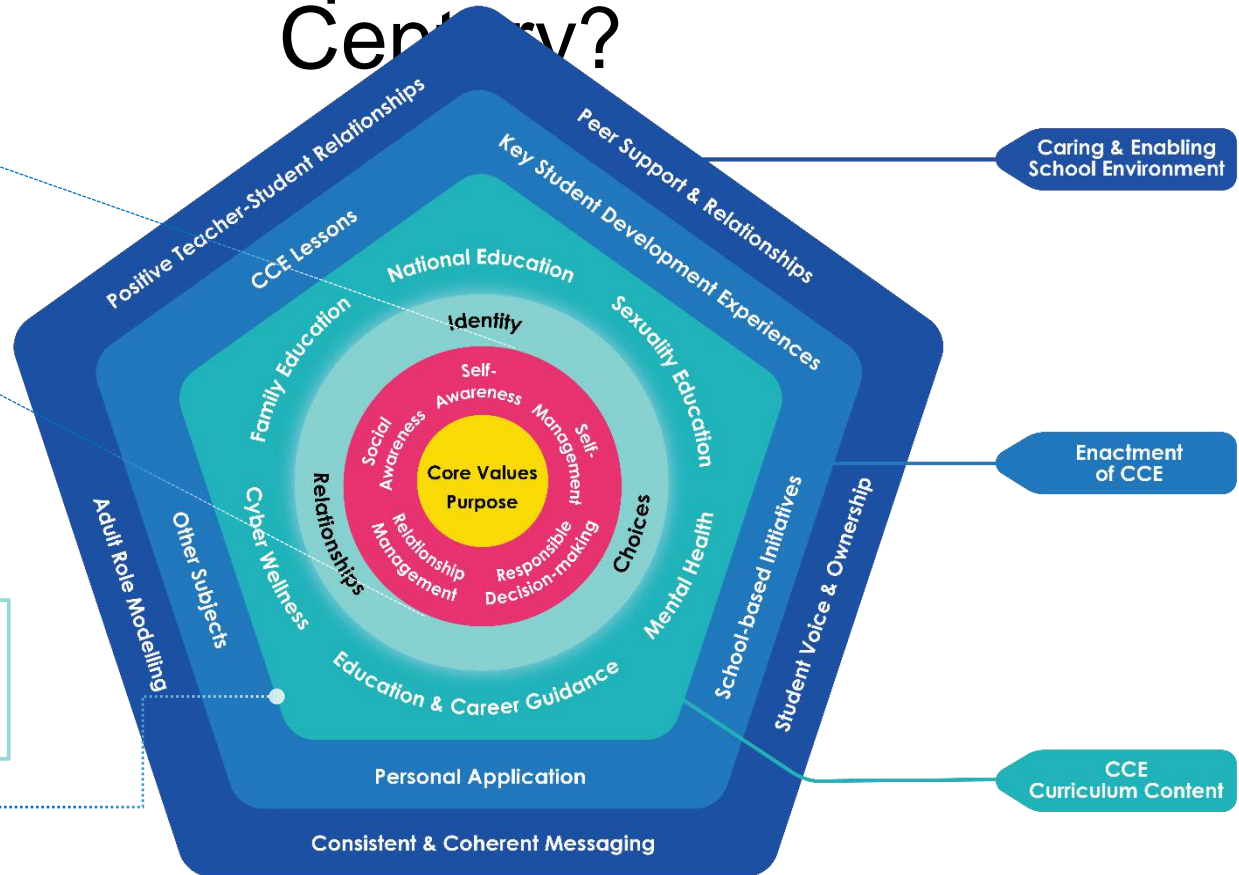 Positive Teacher-Student Relationships
Peer Support & Relationships
Student Voice & Ownership
Consistent & Coherent Messaging
Adult Role Modelling
CCE Lessons
Key Student Development Experiences
School-based Initiatives
Personal Application
Other Subjects
National Education
Sexuality Education
Mental Health
Education & Career Guidance
Cyber Wellness
Family Education
Identity
Choices
Relationships
Self-
Awareness
Self-
Management
Responsible
Decision-making
Relationship
Management
Social
Awareness
Core Values
Purpose
Caring & Enabling
School Environment
Enactment
of CCE
CCE
Curriculum Content